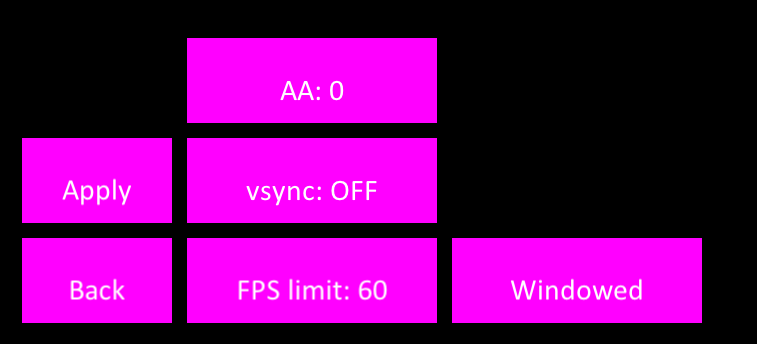 AA: 0
Apply
vsync: OFF
Back
FPS limit: 60
Windowed